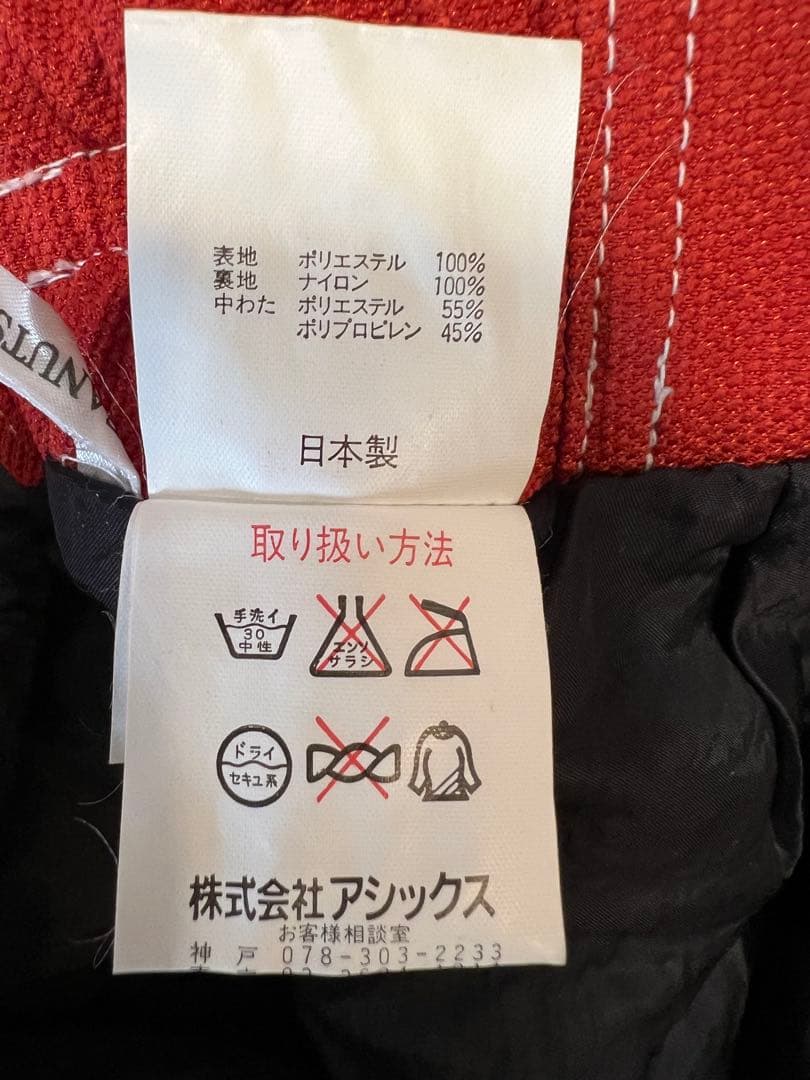 表地 ポリエステル 100%
裏地 ナイロン 100%
中わた ポリエステル 55%
ポリプロピレン 45%
日本製
取り扱い方法
手洗イ
30
中性
エンソ
サラシ
ドライ
セキユ系
株式会社アシックス
お客様相談室
神戸 078-303-2233